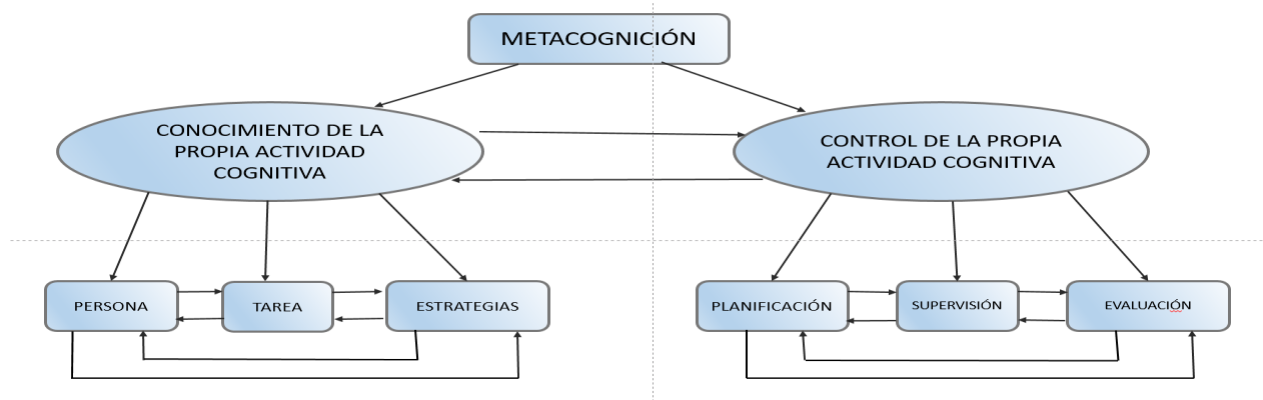 METACOGNICIÓN
CONOCIMIENTO DE LA
PROPIA ACTIVIDAD
COGNITIVA
CONTROL DE LA PROPIA
ACTIVIDAD COGNITIVA
PERSONA
TAREA
ESTRATEGIAS
PLANIFICACIÓN
SUPERVISIÓN
EVALUACIÓN